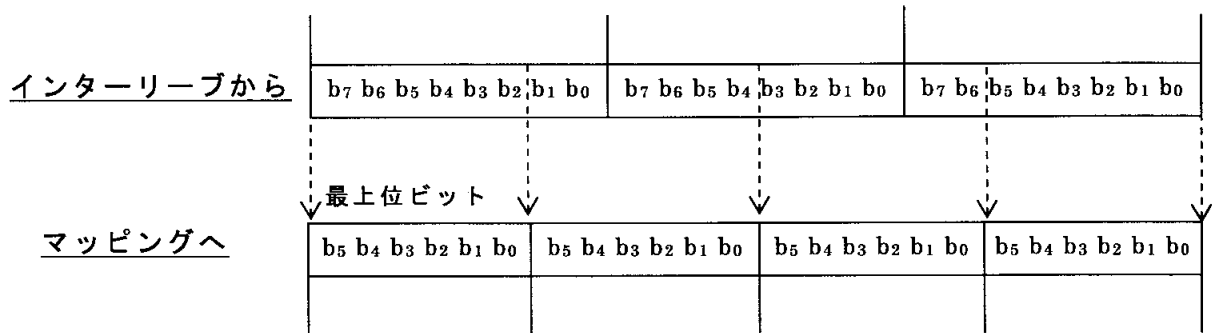 インターリーブから b₇ b₆ b₅ b₄ b₃ b₂ b₁ b₀ b₇ b₆ b₅ b₄ b₃ b₂ b₁ b₀ b₇ b₆ b₅ b₄ b₃ b₂ b₁ b₀
最上位ビット
マッピングへ b₅ b₄ b₃ b₂ b₁ b₀ b₅ b₄ b₃ b₂ b₁ b₀ b₅ b₄ b₃ b₂ b₁ b₀ b₅ b₄ b₃ b₂ b₁ b₀